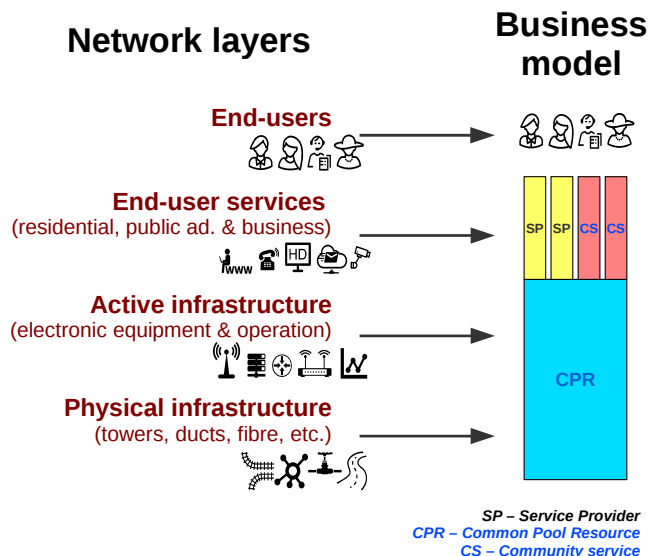 Network layers
Business
model
End-users
End-user services
(residential, public ad. & business)
www
HD
SP SP CS CS
Active infrastructure
(electronic equipment & operation)
CPR
Physical infrastructure
(towers, ducts, fibre, etc.)
SP – Service Provider
CPR – Common Pool Resource
CS – Community service